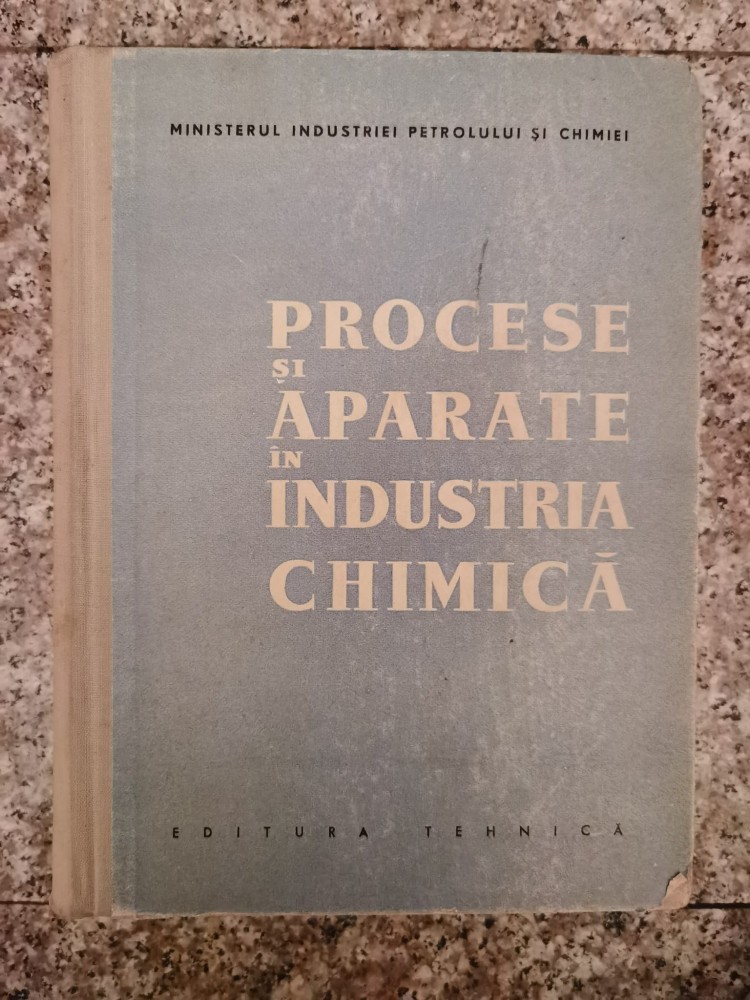 MINISTERUL INDUSTRIEI PETROLULUI ȘI CHIMIEI
PROCESE
ȘI
APARATE
ÎN
INDUSTRIA
CHIMICĂ
EDITURA TEHNICĂ